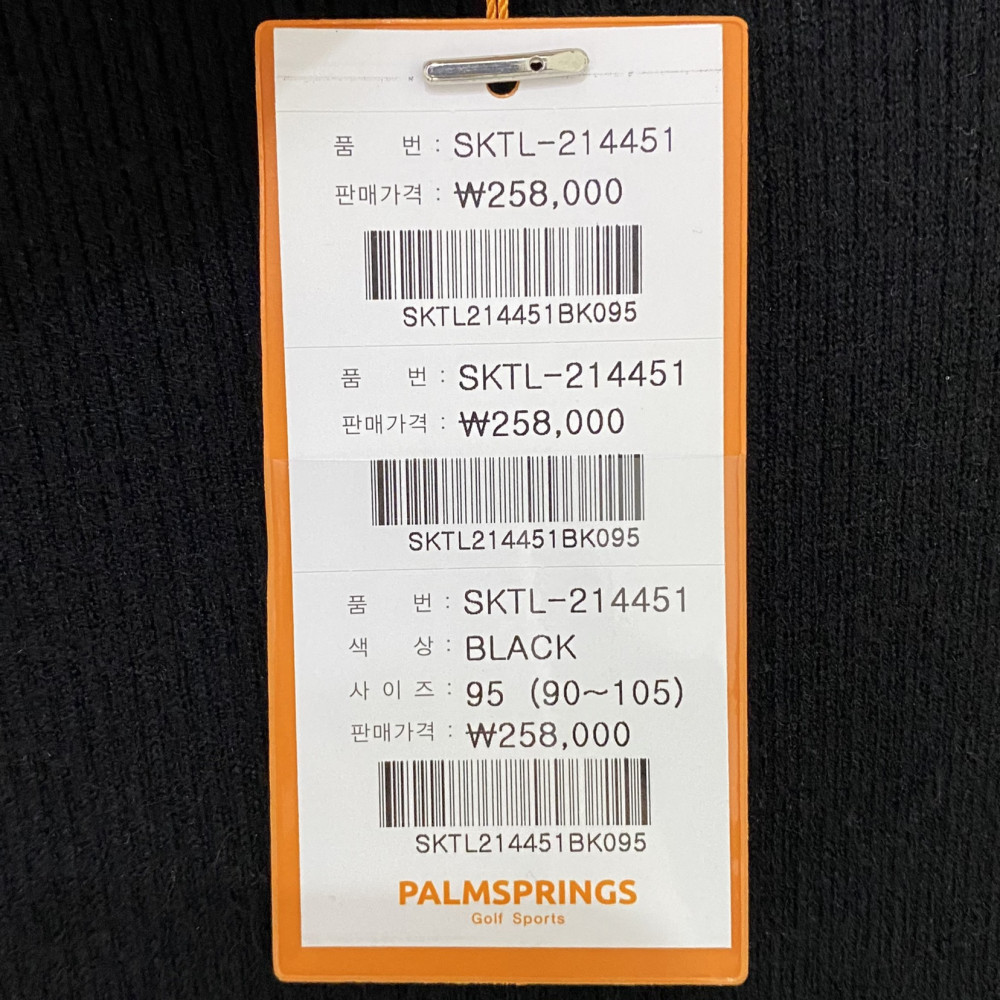 품 번 : SKTL-214451
판매가격 : ₩258,000
SKTL214451BK095
품 번 : SKTL-214451
판매가격 : ₩258,000
SKTL214451BK095
품 번 : SKTL-214451
색 상 : BLACK
사 이 즈 : 95 (90~105)
판매가격 : ₩258,000
SKTL214451BK095
PALMSPRINGS
Golf Sports